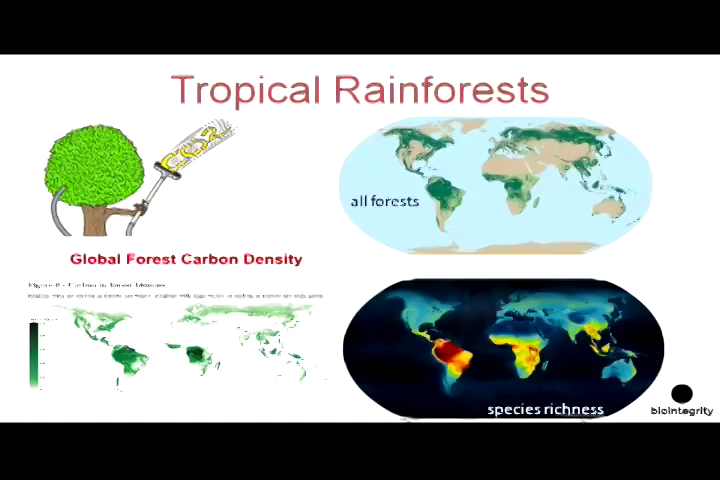 Tropical Rainforests
CO2
all forests
Global Forest Carbon Density
species richness
biointegrity